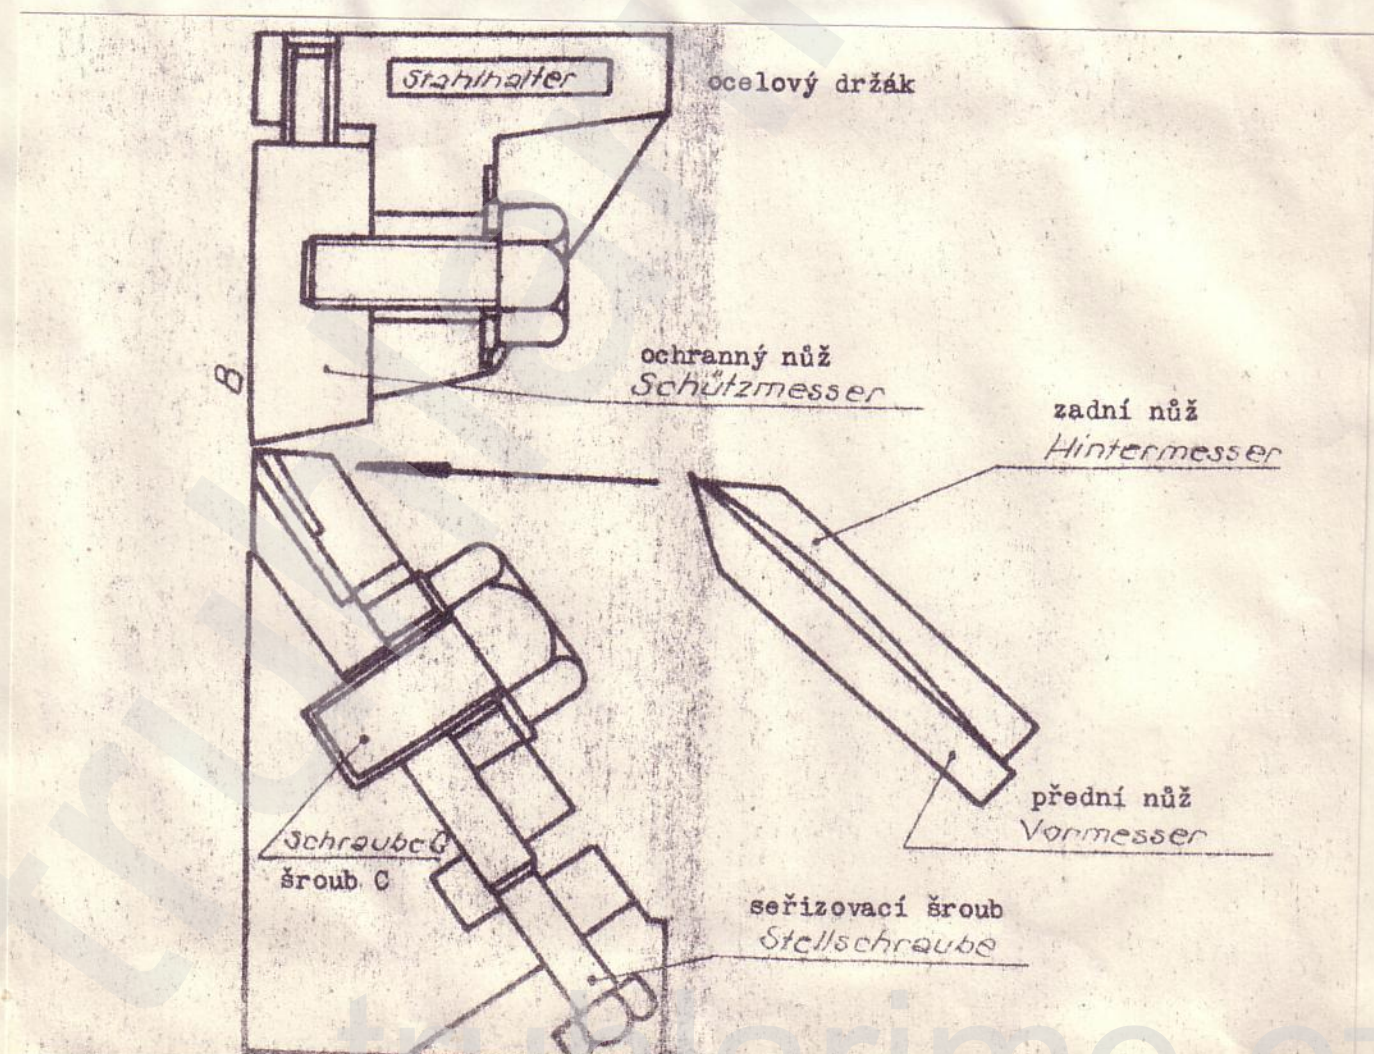 Stahlhalter
ocelový držák
ochranný nůž
Schützmesser
B
zadní nůž
Hintermesser
přední nůž
Vormesser
Schraube C
šroub C
seřizovací šroub
Stellschraube